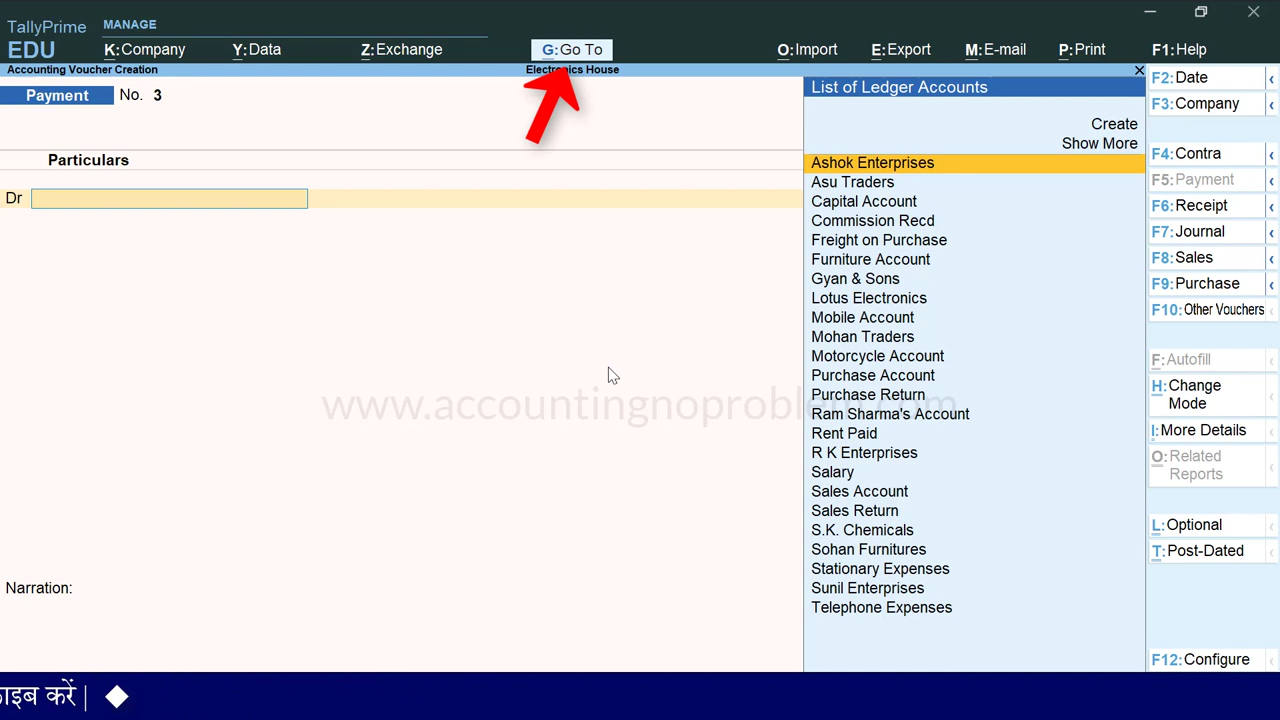 TallyPrime
MANAGE
EDU
K:Company
Y:Data
Z:Exchange
G:Go To
O:Import
E:Export
M:E-mail
P:Print
F1:Help
Accounting Voucher Creation
Electronics House
Payment
No. 3
Particulars
Dr
Narration:
List of Ledger Accounts
Create
Show More
Ashok Enterprises
Asu Traders
Capital Account
Commission Recd
Freight on Purchase
Furniture Account
Gyan & Sons
Lotus Electronics
Mobile Account
Mohan Traders
Motorcycle Account
Purchase Account
Purchase Return
Ram Sharma's Account
Rent Paid
R K Enterprises
Salary
Sales Account
Sales Return
S.K. Chemicals
Sohan Furnitures
Stationary Expenses
Sunil Enterprises
Telephone Expenses
F2:Date
F3:Company
F4:Contra
F5:Payment
F6:Receipt
F7:Journal
F8:Sales
F9:Purchase
F10:Other Vouchers
F:Autofill
H:Change
Mode
I:More Details
O:Related
Reports
L:Optional
T:Post-Dated
F12:Configure
www.accountingnoproblem.com
करें |